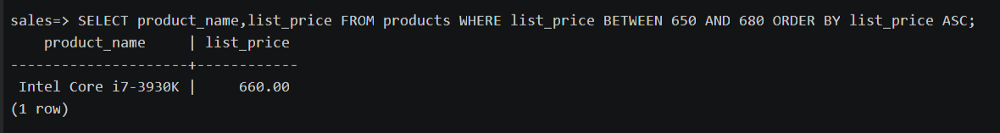 sales=> SELECT product_name,list_price FROM products WHERE list_price BETWEEN 650 AND 680 ORDER BY list_price ASC;
    product_name     | list_price
---------------------+------------
 Intel Core i7-3930K |     660.00
(1 row)